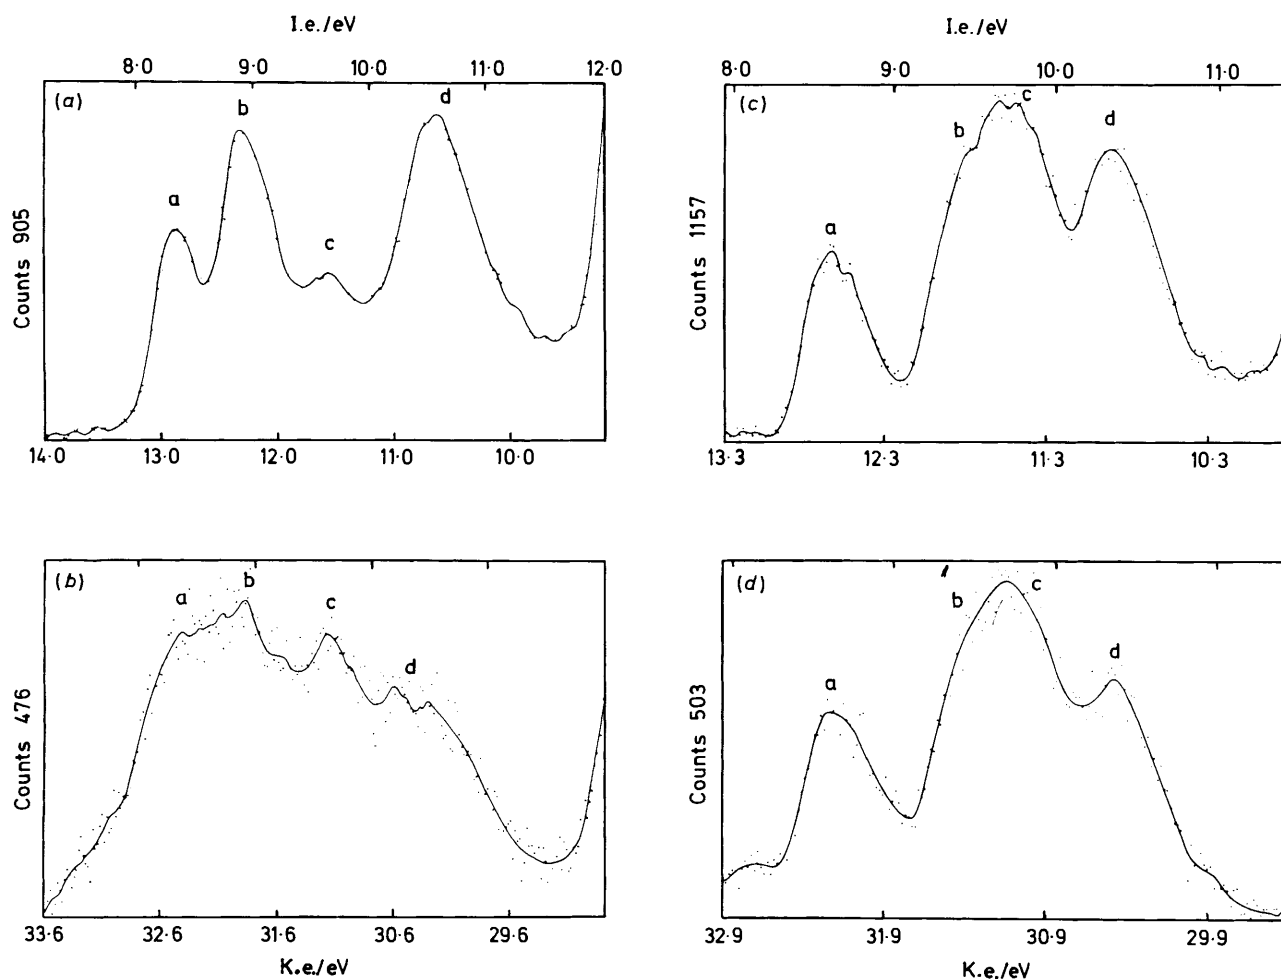 I.e./eV
8·0 9·0 10·0 11·0 12·0
(a)
a
b
c
d
Counts 905
14·0 13·0 12·0 11·0 10·0
I.e./eV
8·0 9·0 10·0 11·0
(c)
a
b
c
d
Counts 1157
13·3 12·3 11·3 10·3
(b)
a
b
c
d
Counts 476
33·6 32·6 31·6 30·6 29·6
K.e./eV
(d)
a
b
c
d
Counts 503
32·9 31·9 30·9 29·9
K.e./eV